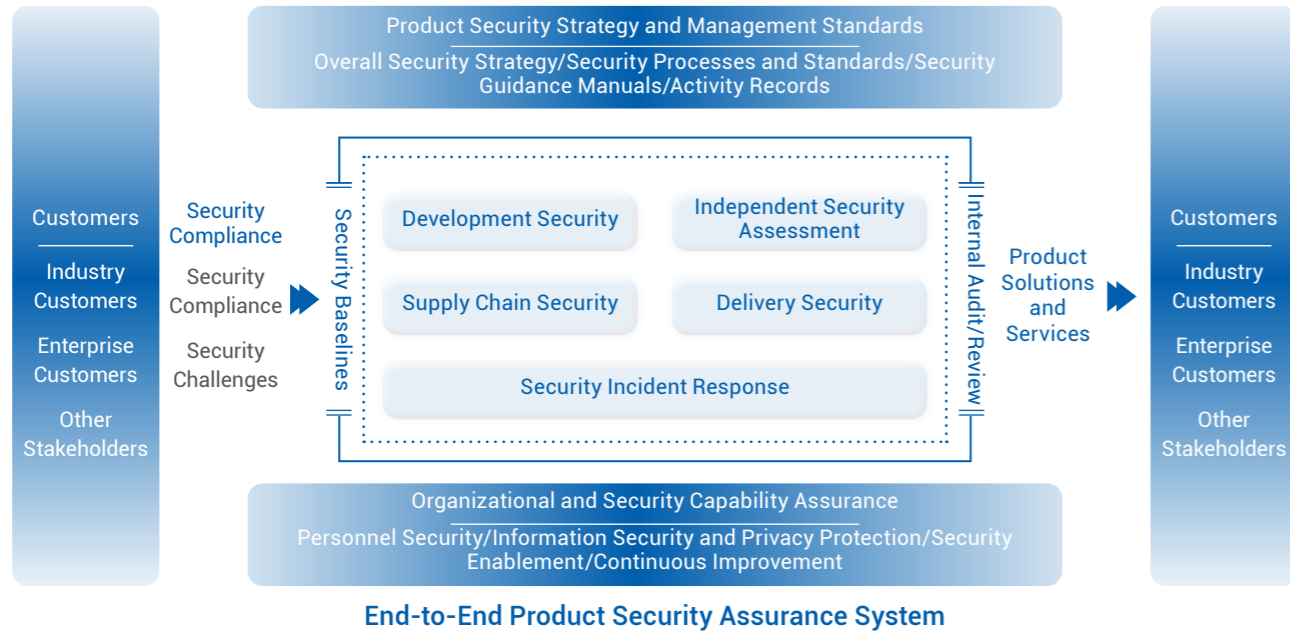 Product Security Strategy and Management Standards
Overall Security Strategy/Security Processes and Standards/Security
Guidance Manuals/Activity Records
Customers
Industry
Customers
Enterprise
Customers
Other
Stakeholders
Security
Compliance
Security
Compliance
Security
Challenges
Security Baselines
Development Security
Independent Security
Assessment
Supply Chain Security
Delivery Security
Security Incident Response
Internal Audit/Review
Product
Solutions
and
Services
Customers
Industry
Customers
Enterprise
Customers
Other
Stakeholders
Organizational and Security Capability Assurance
Personnel Security/Information Security and Privacy Protection/Security
Enablement/Continuous Improvement
End-to-End Product Security Assurance System